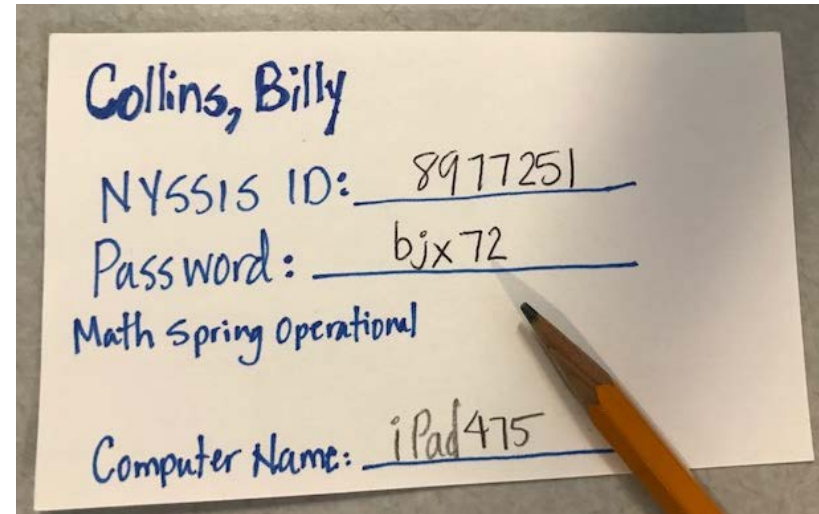 Collins, Billy
NYSSIS ID: 8977251
Password: bjx72
Math Spring Operational
Computer Name: iPad475